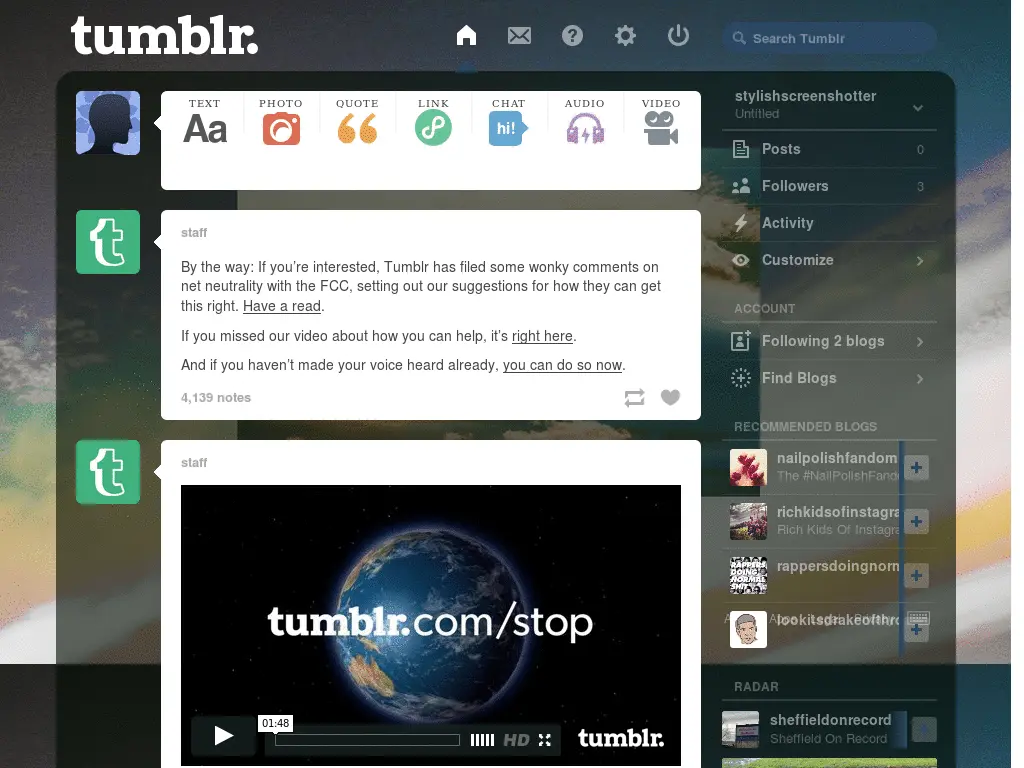 tumblr.
Search Tumblr
TEXT
Aa
PHOTO
QUOTE
LINK
CHAT
hi!
AUDIO
VIDEO
staff
By the way: If you’re interested, Tumblr has filed some wonky comments on
net neutrality with the FCC, setting out our suggestions for how they can get
this right. Have a read.
If you missed our video about how you can help, it’s right here.
And if you haven’t made your voice heard already, you can do so now.
4,139 notes
staff
tumblr.com/stop
01:48
HD
tumblr.
stylishscreenshotter
Untitled
Posts 0
Followers 3
Activity
Customize
ACCOUNT
Following 2 blogs
Find Blogs
RECOMMENDED BLOGS
nailpolishfandom
The #NailPolishFand
richkidsofinstagra
Rich Kids Of Instagra
RAPPERS
DOING
NORMAL
SHIT
rappersdoingnorm
lookitsdrakefathro
RADAR
sheffieldonrecord
Sheffield On Record